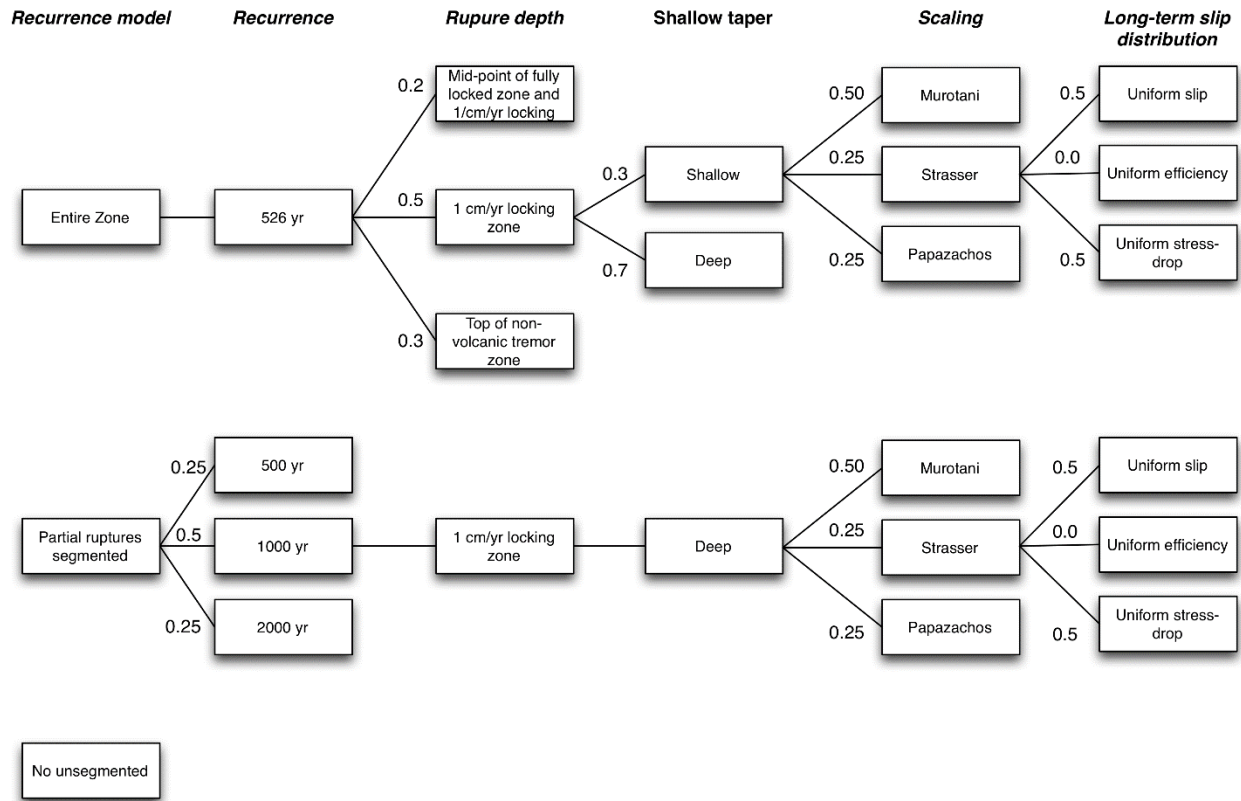 Recurrence model
Recurrence
Rupure depth
Shallow taper
Scaling
Long-term slip
distribution
0.2
Mid-point of fully
locked zone and
1/cm/yr locking
0.50
Murotani
0.5
Uniform slip
Entire Zone
526 yr
0.5
1 cm/yr locking
zone
0.3
Shallow
0.25
Strasser
0.0
Uniform efficiency
0.7
Deep
0.25
Papazachos
0.5
Uniform stress-
drop
0.3
Top of non-
volcanic tremor
zone
0.25
500 yr
0.50
Murotani
0.5
Uniform slip
Partial ruptures
segmented
0.5
1000 yr
1 cm/yr locking
zone
Deep
0.25
Strasser
0.0
Uniform efficiency
0.25
2000 yr
0.25
Papazachos
0.5
Uniform stress-
drop
No unsegmented